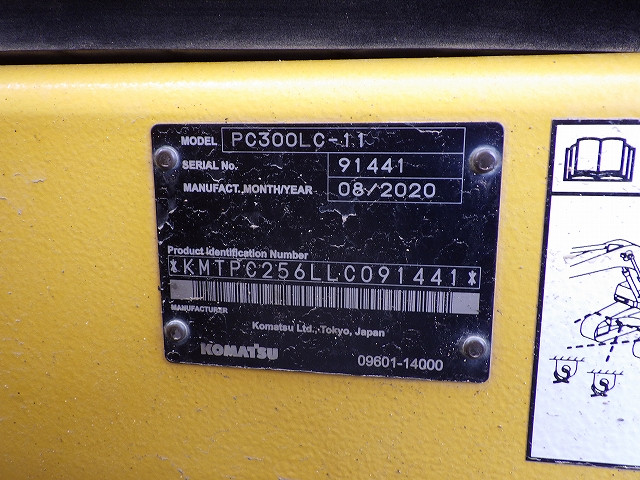 MODEL PC300LC-11
SERIAL No. 91441
MANUFACT. MONTH/YEAR 08/2020
Product Identification Number
*KMTPC256LLC091441*
MANUFACTURER
Komatsu Ltd., Tokyo, Japan
KOMATSU 09601-14000